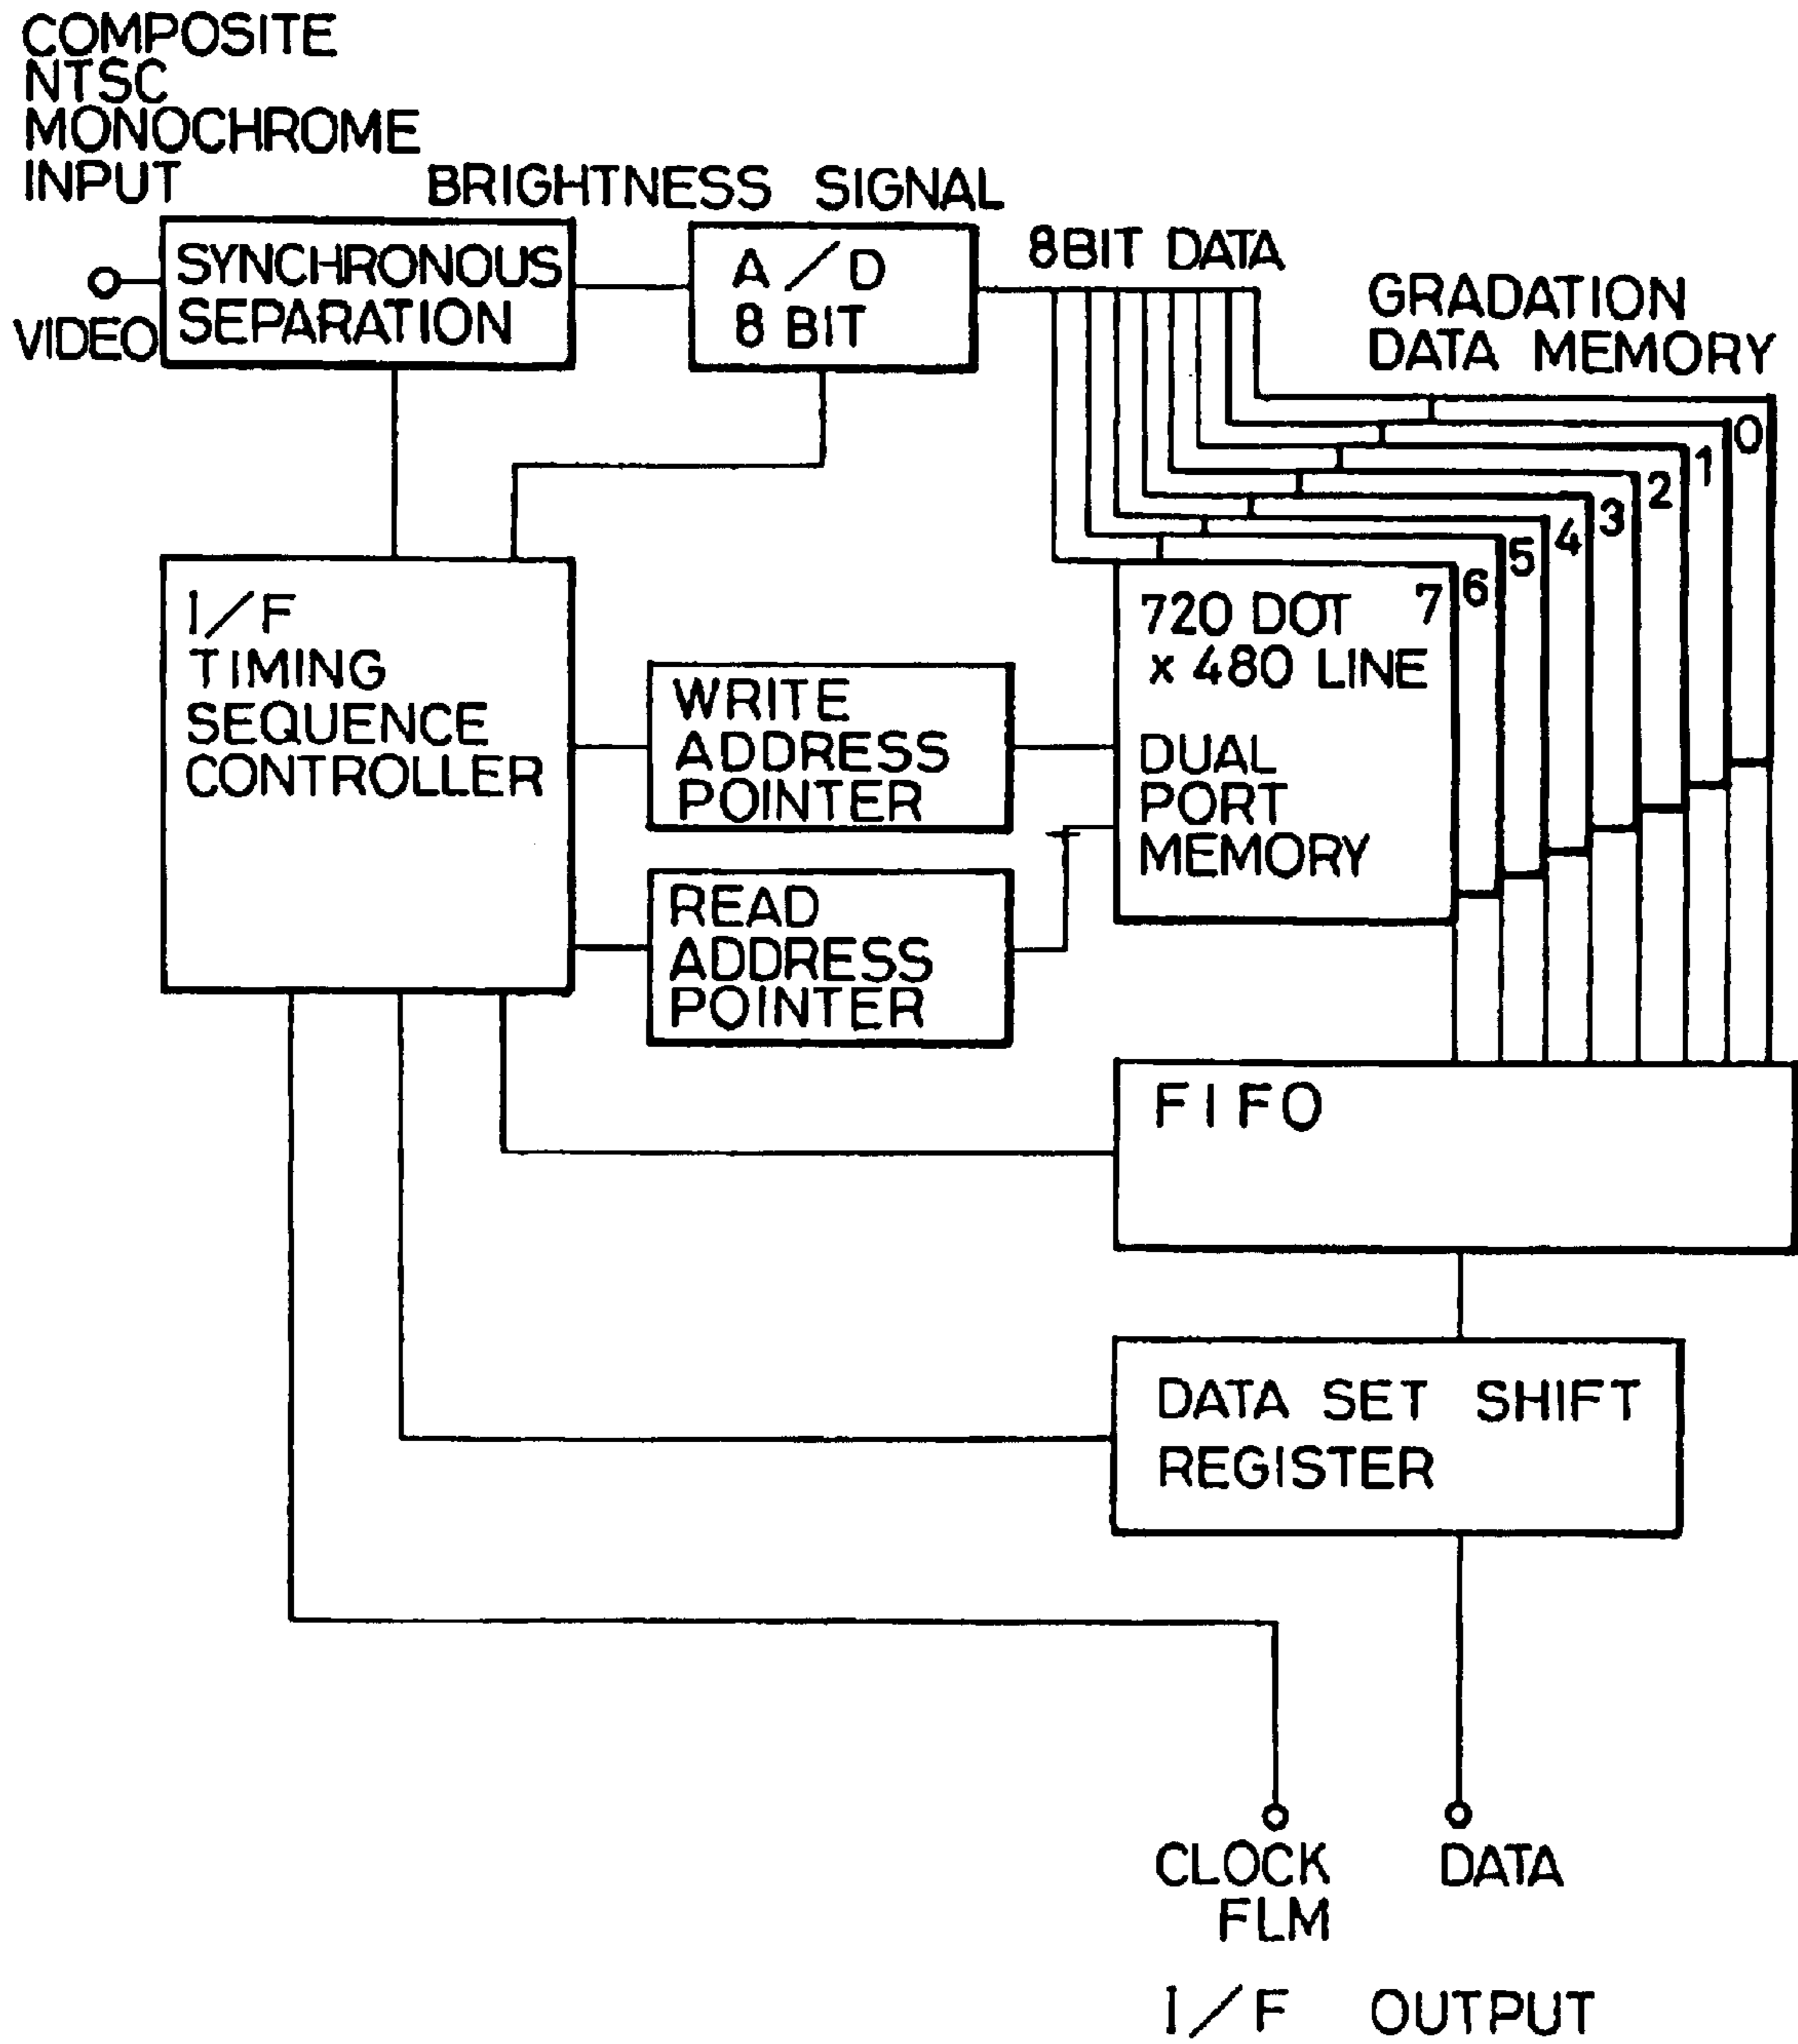 COMPOSITE
NTSC
MONOCHROME
INPUT
BRIGHTNESS SIGNAL
VIDEO
SYNCHRONOUS
SEPARATION
A/D
8 BIT
8BIT DATA
GRADATION
DATA MEMORY
0
1
2
3
4
5
6
7
720 DOT
x 480 LINE
DUAL
PORT
MEMORY
I/F
TIMING
SEQUENCE
CONTROLLER
WRITE
ADDRESS
POINTER
READ
ADDRESS
POINTER
FIFO
DATA SET SHIFT
REGISTER
CLOCK
FLM
DATA
I/F OUTPUT